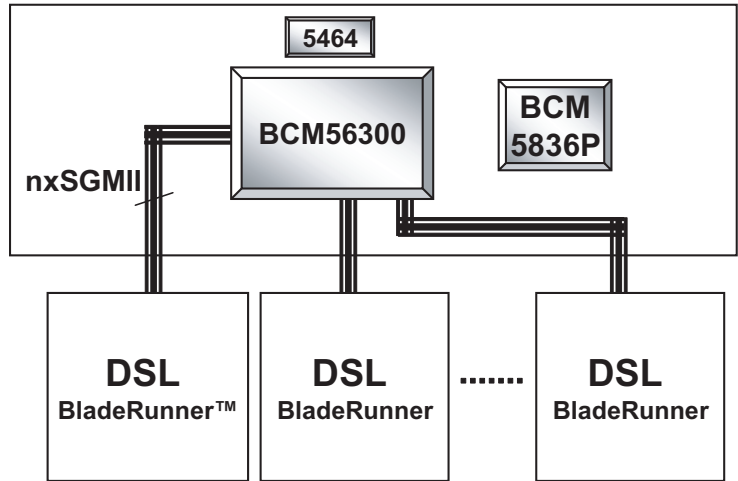 5464
BCM56300
BCM
5836P
nxSGMII
DSL
BladeRunner™
DSL
BladeRunner
.......
DSL
BladeRunner